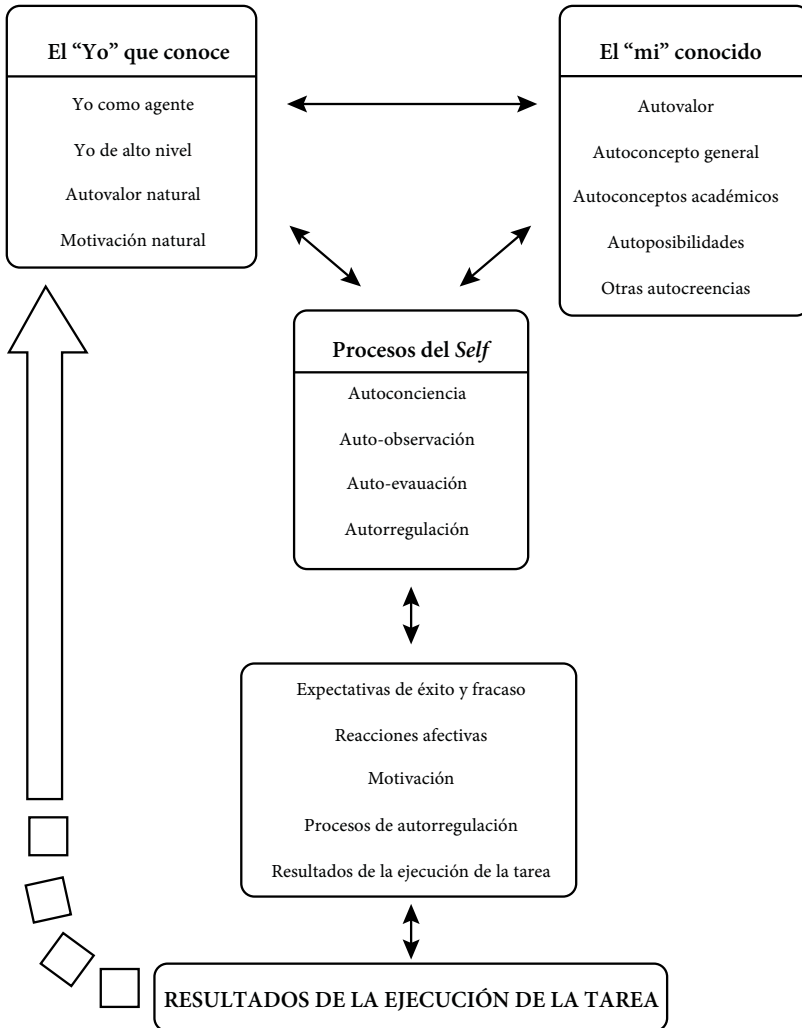 El “Yo” que conoce
Yo como agente
Yo de alto nivel
Autovalor natural
Motivación natural
El “mi” conocido
Autovalor
Autoconcepto general
Autoconceptos académicos
Autoposibilidades
Otras autocreencias
Procesos del Self
Autoconciencia
Auto-observación
Auto-evauación
Autorregulación
Expectativas de éxito y fracaso
Reacciones afectivas
Motivación
Procesos de autorregulación
Resultados de la ejecución de la tarea
RESULTADOS DE LA EJECUCIÓN DE LA TAREA